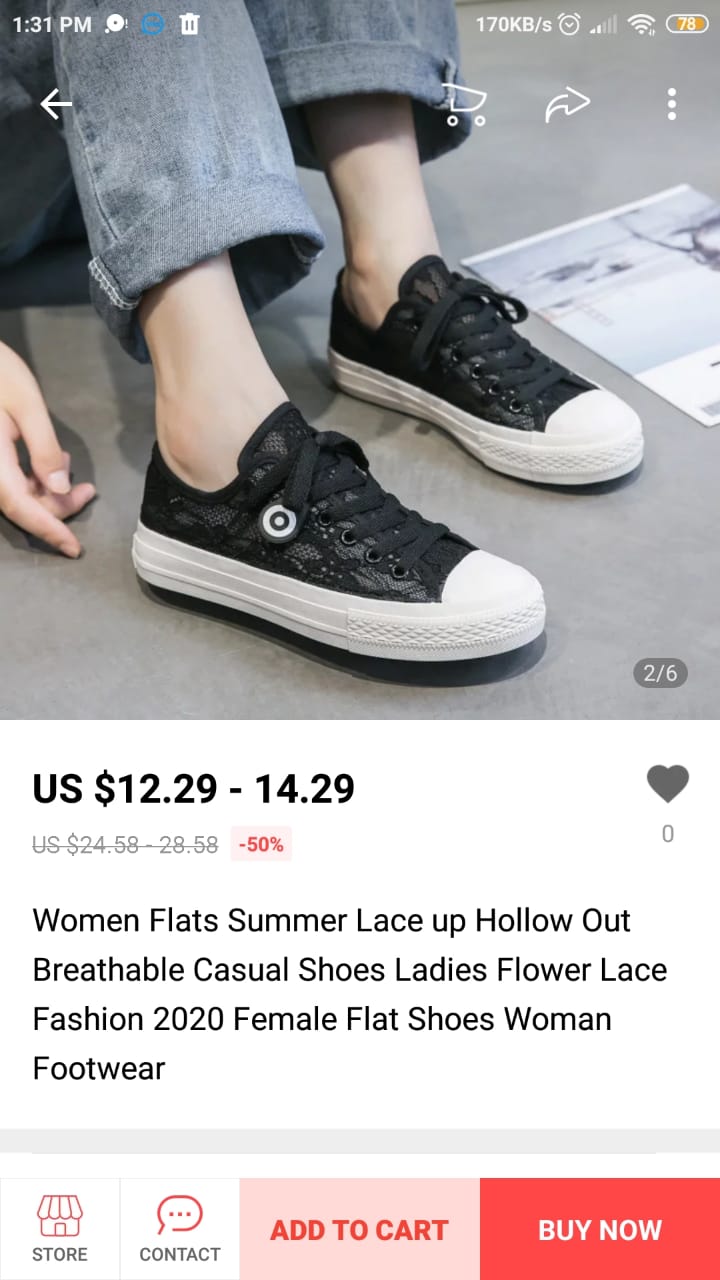 1:31 PM
170KB/s
78
2/6
US $12.29 - 14.29
US $24.58 - 28.58
-50%
0
Women Flats Summer Lace up Hollow Out
Breathable Casual Shoes Ladies Flower Lace
Fashion 2020 Female Flat Shoes Woman
Footwear
STORE
CONTACT
ADD TO CART
BUY NOW